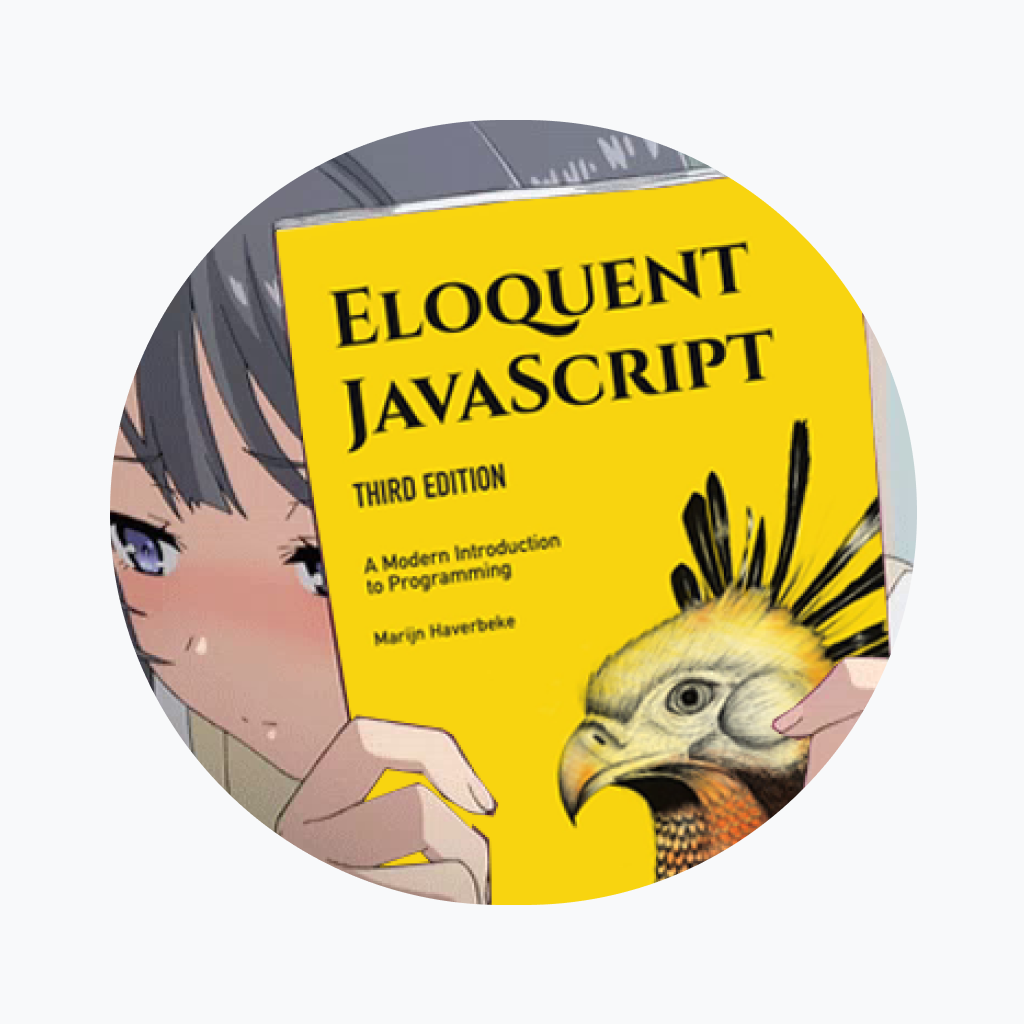 Eloquent
JavaScript
THIRD EDITION
A Modern Introduction
to Programming
Marijn Haverbeke